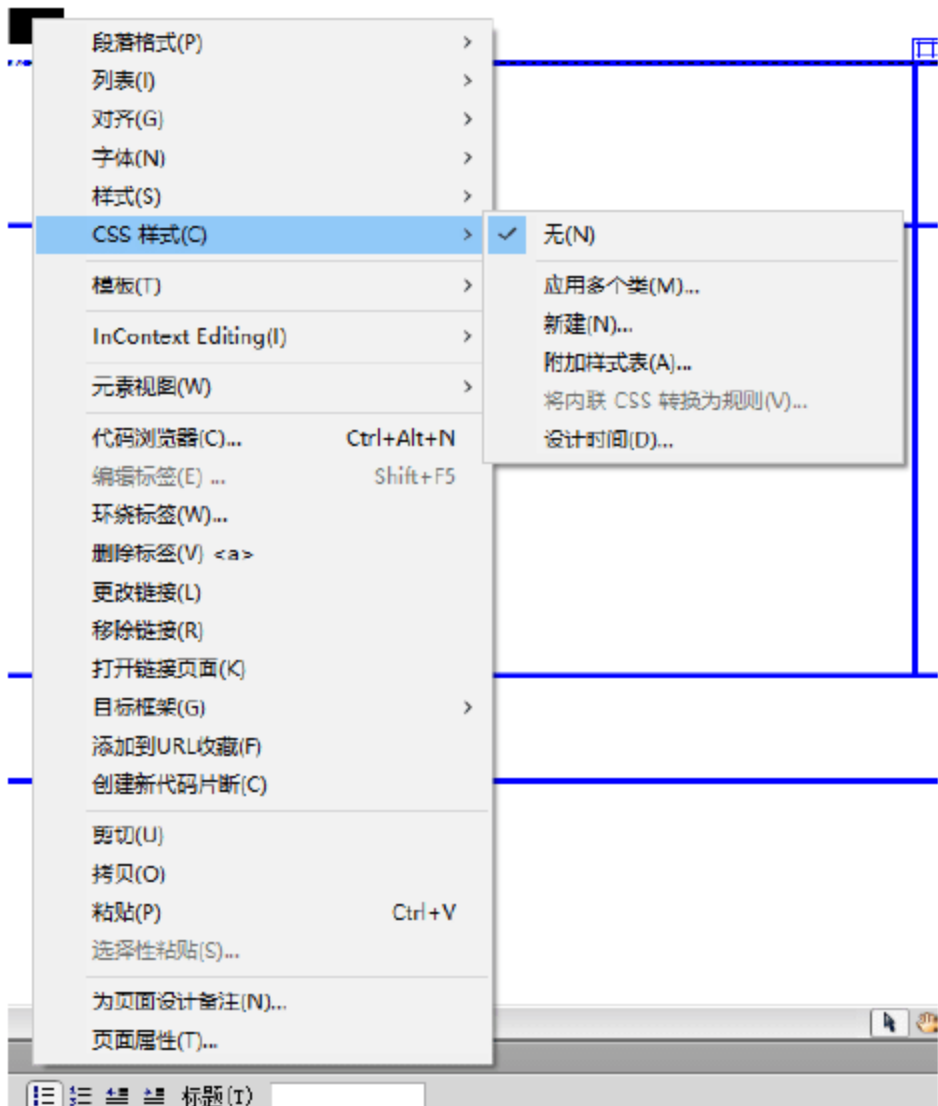 段落格式(P)
列表(I)
对齐(G)
字体(N)
样式(S)
CSS 样式(C)
模板(T)
InContext Editing(I)
元素视图(W)
代码浏览器(C)... Ctrl+Alt+N
编辑标签(E) ... Shift+F5
环绕标签(W)...
删除标签(V) <a>
更改链接(L)
移除链接(R)
打开链接页面(K)
目标框架(G)
添加到URL收藏(F)
创建新代码片断(C)
剪切(U)
拷贝(O)
粘贴(P) Ctrl+V
选择性粘贴(S)...
为页面设计备注(N)...
页面属性(T)...
无(N)
应用多个类(M)...
新建(N)...
附加样式表(A)...
将内联 CSS 转换为规则(V)...
设计时间(D)...
标题(T)